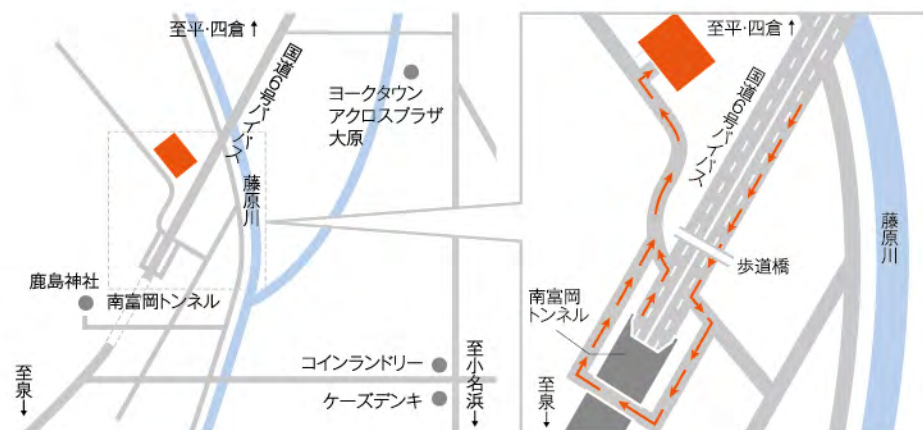 至平・四倉↑
国道6号バイパス
ヨークタウン
アクロスプラザ
大原
藤原川
鹿島神社
南富岡トンネル
至泉↓
コインランドリー
ケーズデンキ
至小名浜↓
至平・四倉↑
国道6号バイパス
藤原川
歩道橋
南富岡
トンネル
至泉↓